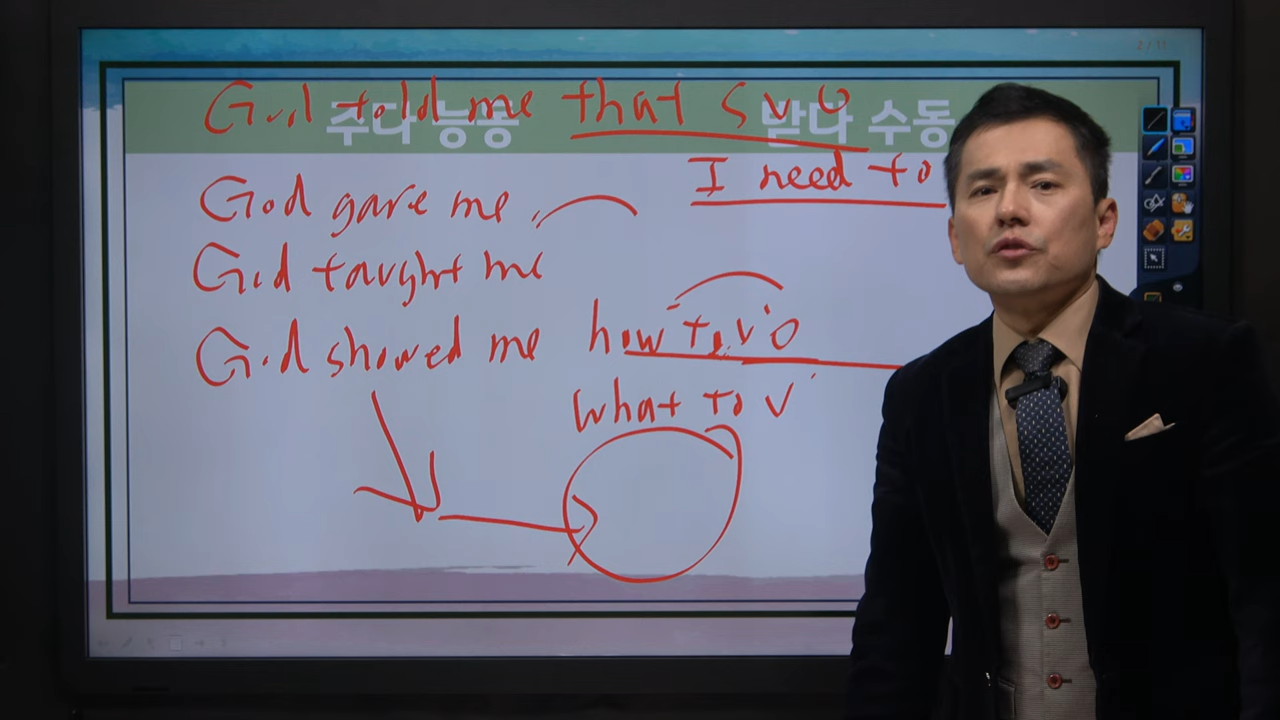 주다 능동 받다 수동
God told me that S V O
I need to
God gave me
God taught me
God showed me how to V O
what to V